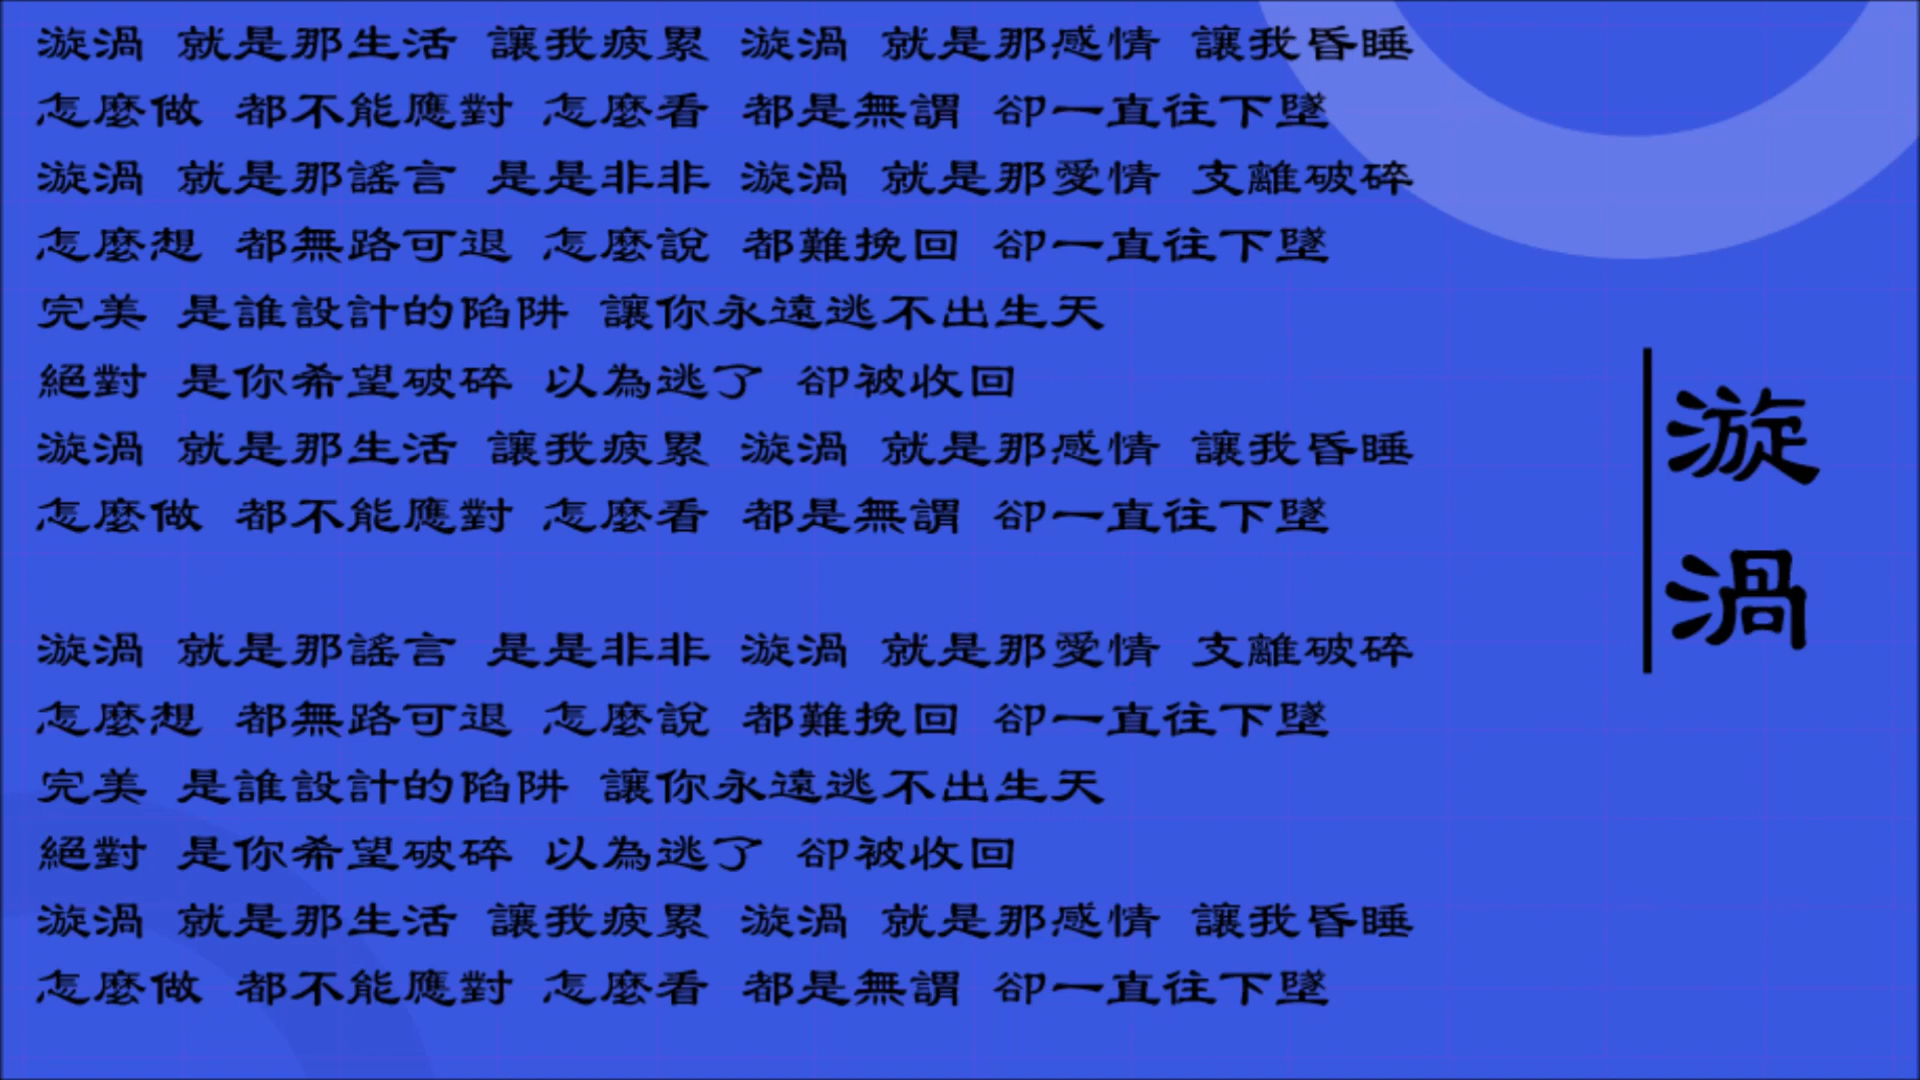 漩渦 就是那生活 讓我疲累 漩渦 就是那感情 讓我昏睡
怎麼做 都不能應對 怎麼看 都是無謂 卻一直往下墜
漩渦 就是那謠言 是是非非 漩渦 就是那愛情 支離破碎
怎麼想 都無路可退 怎麼說 都難挽回 卻一直往下墜
完美 是誰設計的陷阱 讓你永遠逃不出生天
絕對 是你希望破碎 以為逃了 卻被收回
漩渦 就是那生活 讓我疲累 漩渦 就是那感情 讓我昏睡
怎麼做 都不能應對 怎麼看 都是無謂 卻一直往下墜
漩渦 就是那謠言 是是非非 漩渦 就是那愛情 支離破碎
怎麼想 都無路可退 怎麼說 都難挽回 卻一直往下墜
完美 是誰設計的陷阱 讓你永遠逃不出生天
絕對 是你希望破碎 以為逃了 卻被收回
漩渦 就是那生活 讓我疲累 漩渦 就是那感情 讓我昏睡
怎麼做 都不能應對 怎麼看 都是無謂 卻一直往下墜
漩渦